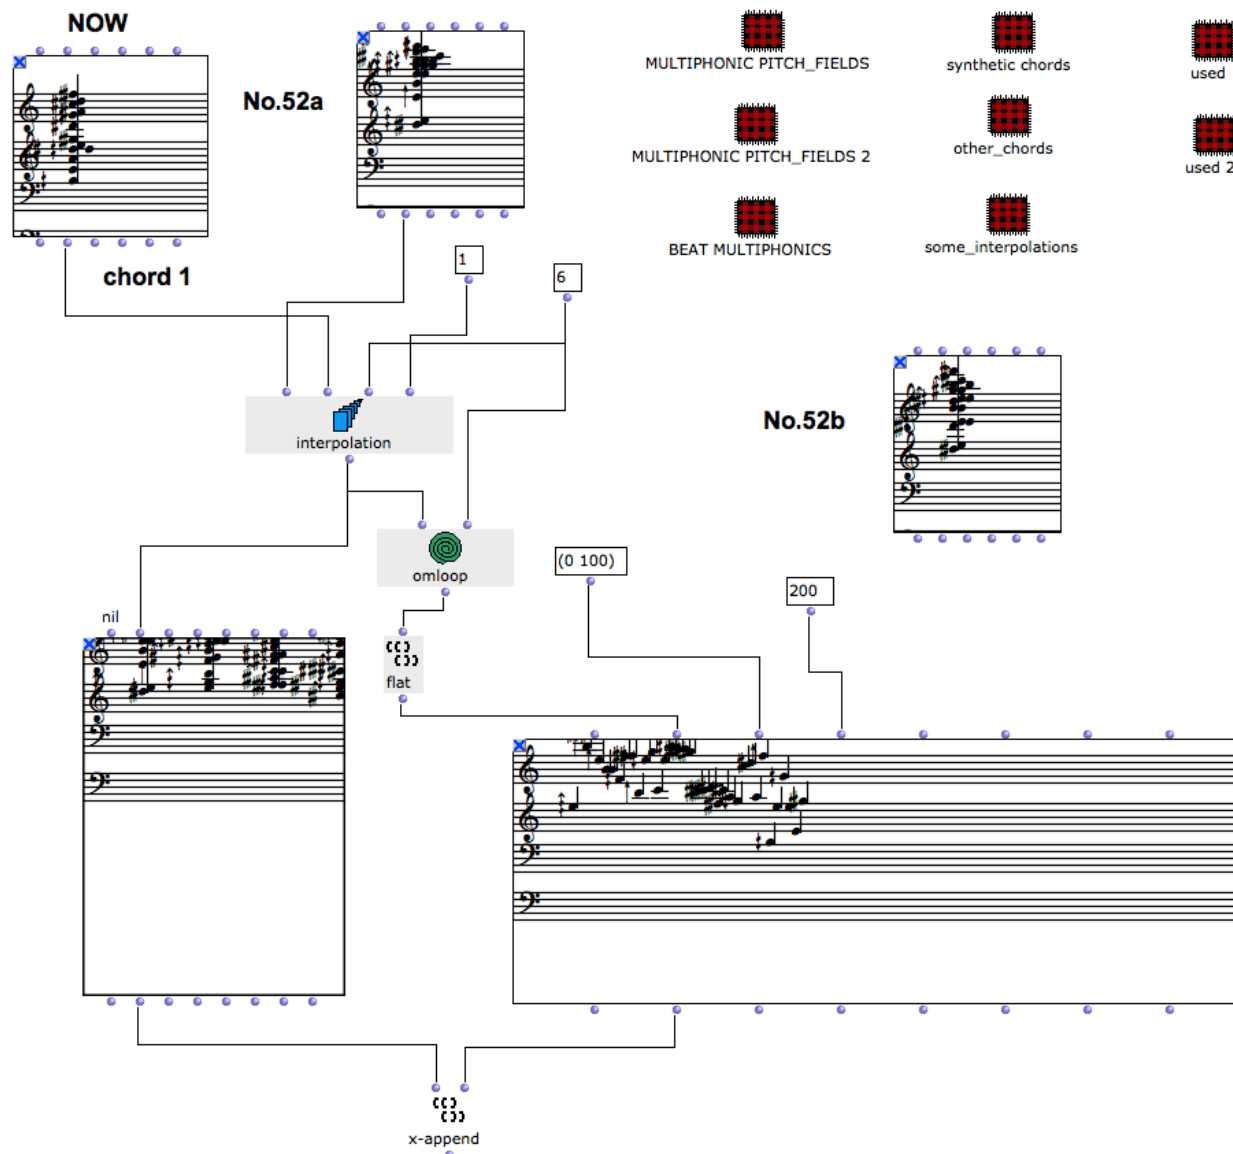 NOW
No.52a
MULTIPHONIC PITCH_FIELDS
synthetic chords
used
MULTIPHONIC PITCH_FIELDS 2
other_chords
used 2
BEAT MULTIPHONICS
some_interpolations
chord 1
1
6
interpolation
No.52b
omloop
(0 100)
200
nil
flat
x-append